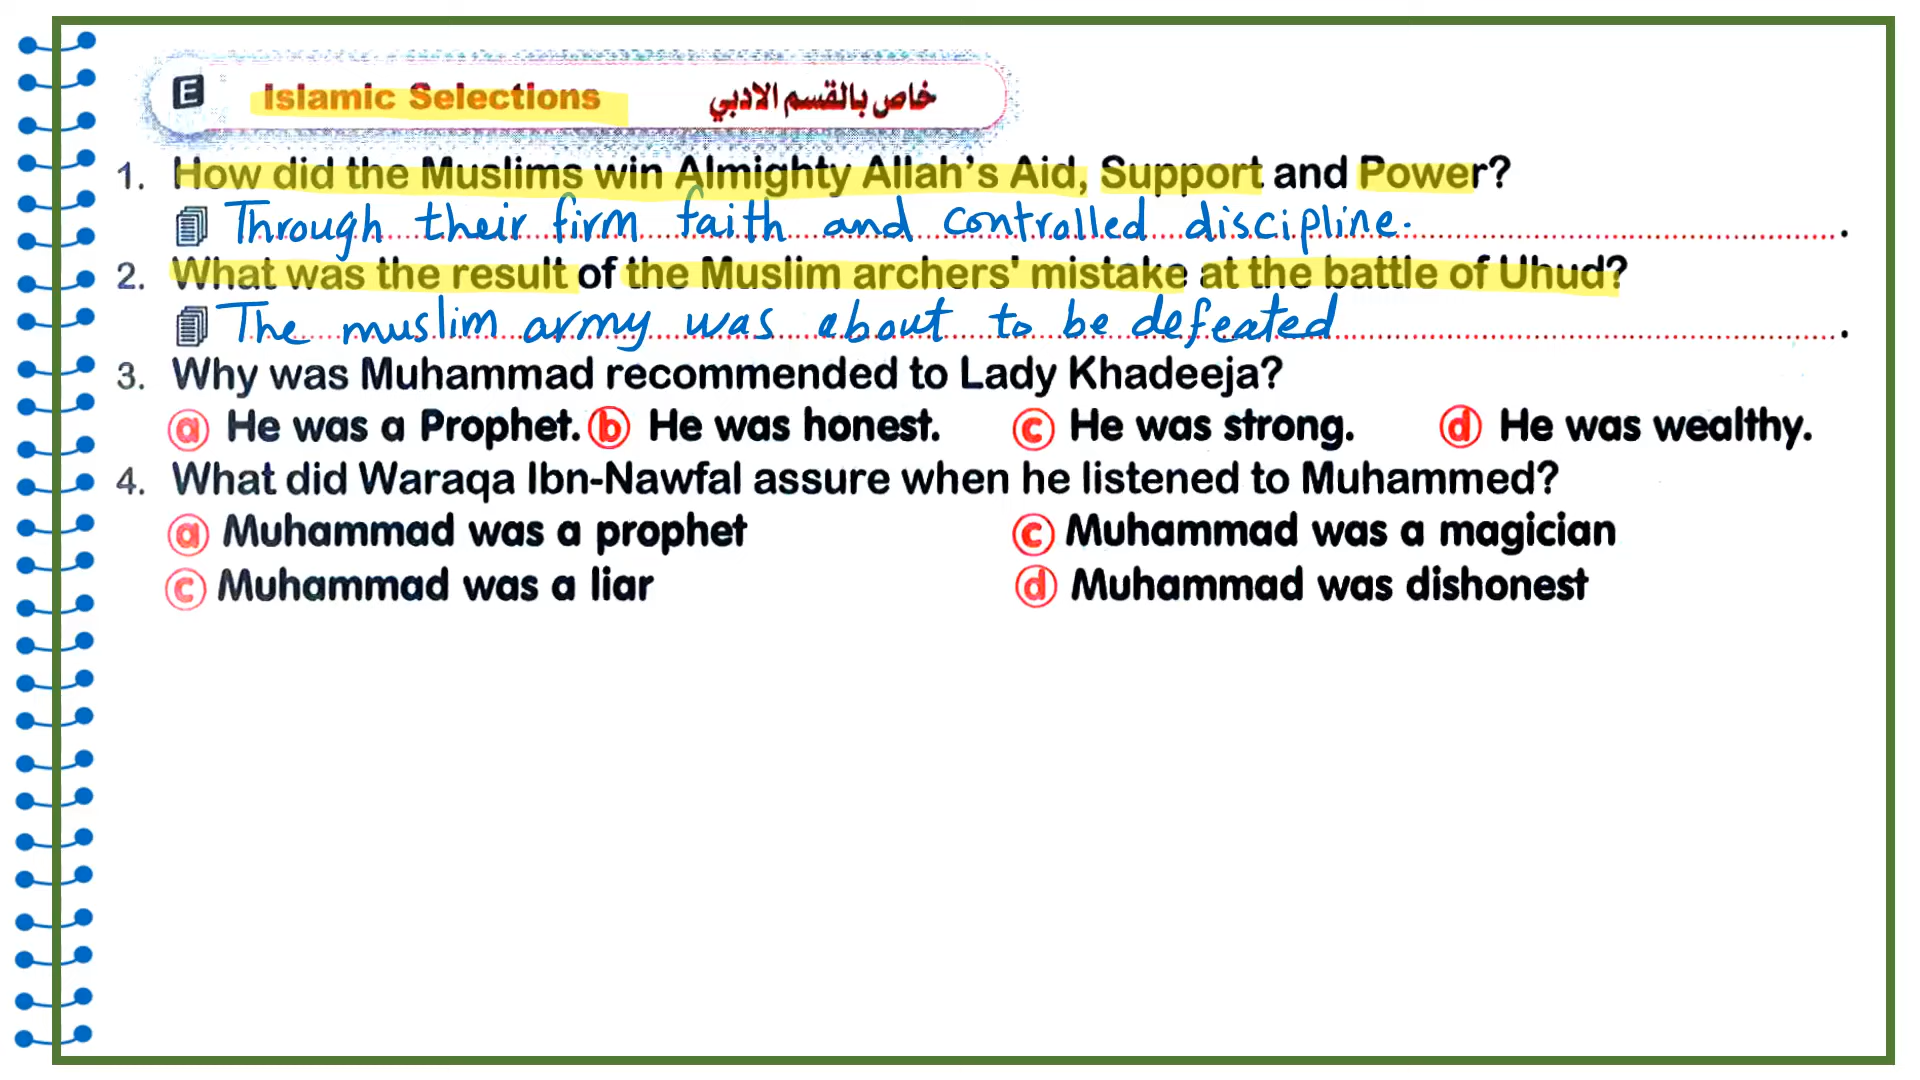 E Islamic Selections خاص بالقسم الادبي
1. How did the Muslims win Almighty Allah's Aid, Support and Power?
Through their firm faith and controlled discipline.
2. What was the result of the Muslim archers' mistake at the battle of Uhud?
The muslim army was about to be defeated.
3. Why was Muhammad recommended to Lady Khadeeja?
a He was a Prophet. b He was honest. c He was strong. d He was wealthy.
4. What did Waraqa Ibn-Nawfal assure when he listened to Muhammed?
a Muhammad was a prophet c Muhammad was a magician
c Muhammad was a liar d Muhammad was dishonest